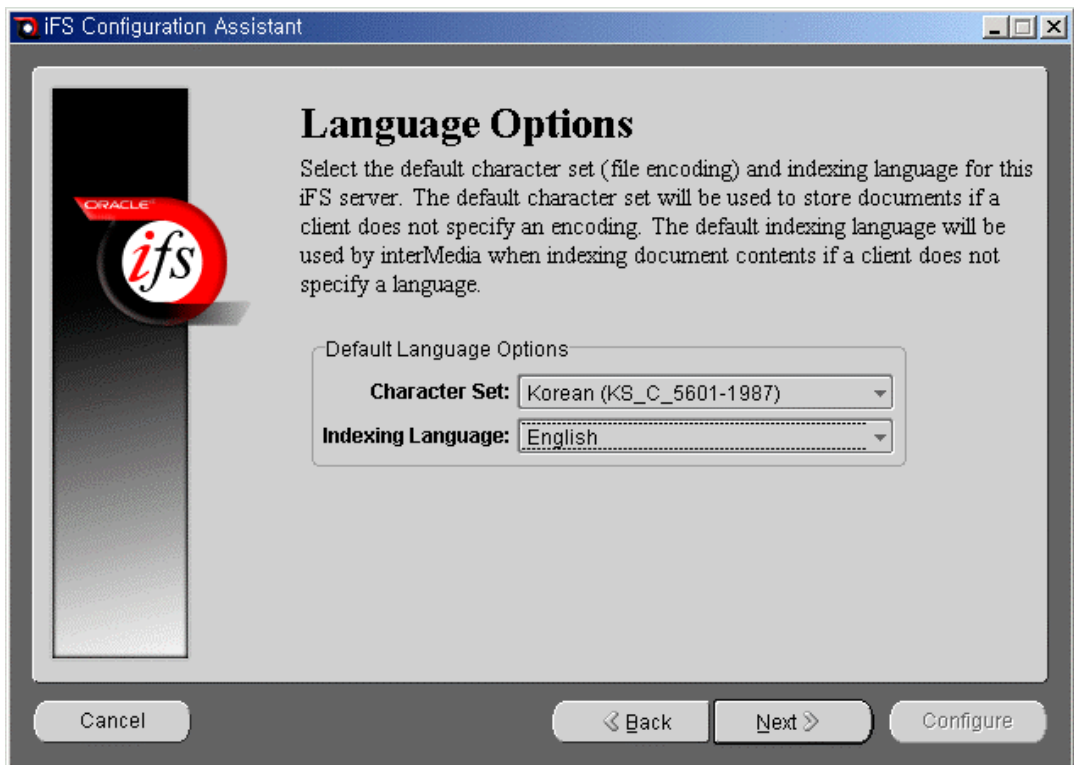 iFS Configuration Assistant
Language Options
Select the default character set (file encoding) and indexing language for this
iFS server. The default character set will be used to store documents if a
client does not specify an encoding. The default indexing language will be
used by interMedia when indexing document contents if a client does not
specify a language.
ORACLE
ifs
Default Language Options
Character Set: Korean (KS_C_5601-1987)
Indexing Language: English
Cancel
Back
Next
Configure